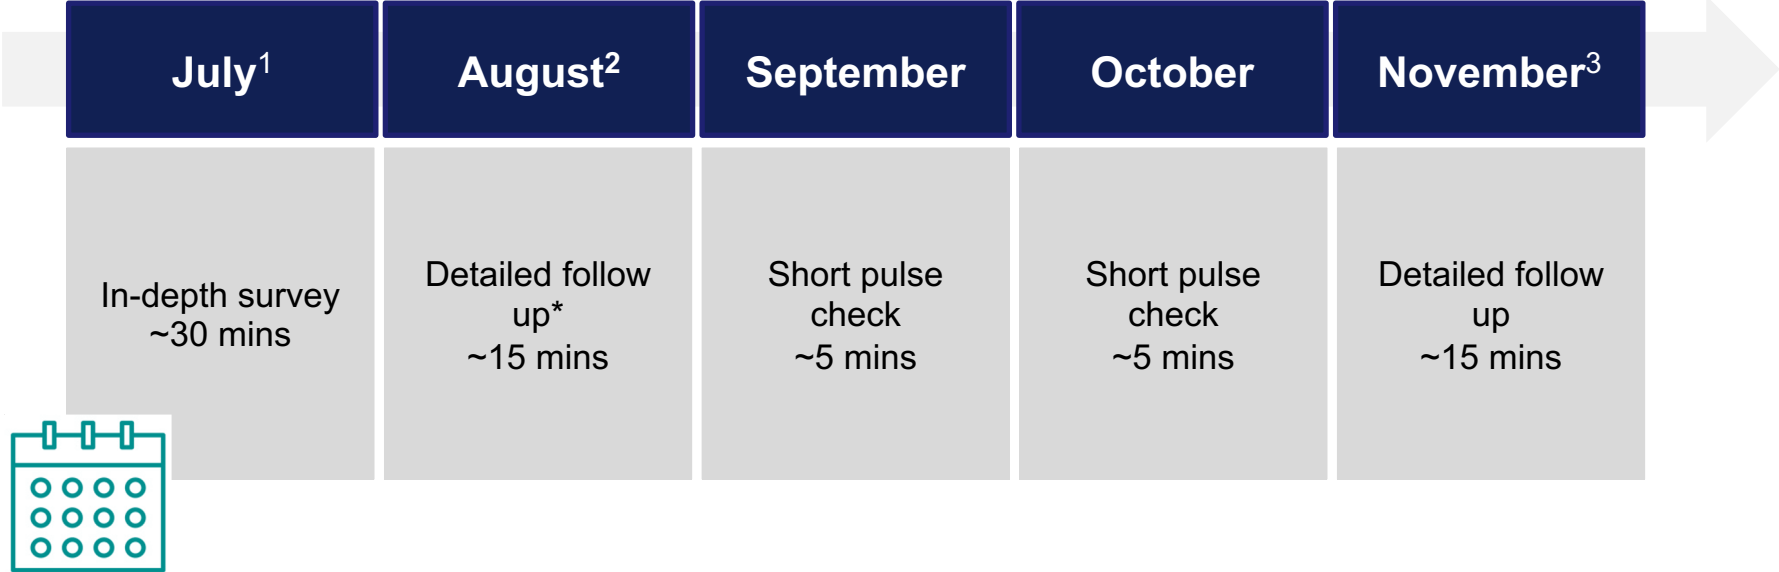 July¹
August²
September
October
November³
In-depth survey
~30 mins
Detailed follow
up*
~15 mins
Short pulse
check
~5 mins
Short pulse
check
~5 mins
Detailed follow
up
~15 mins